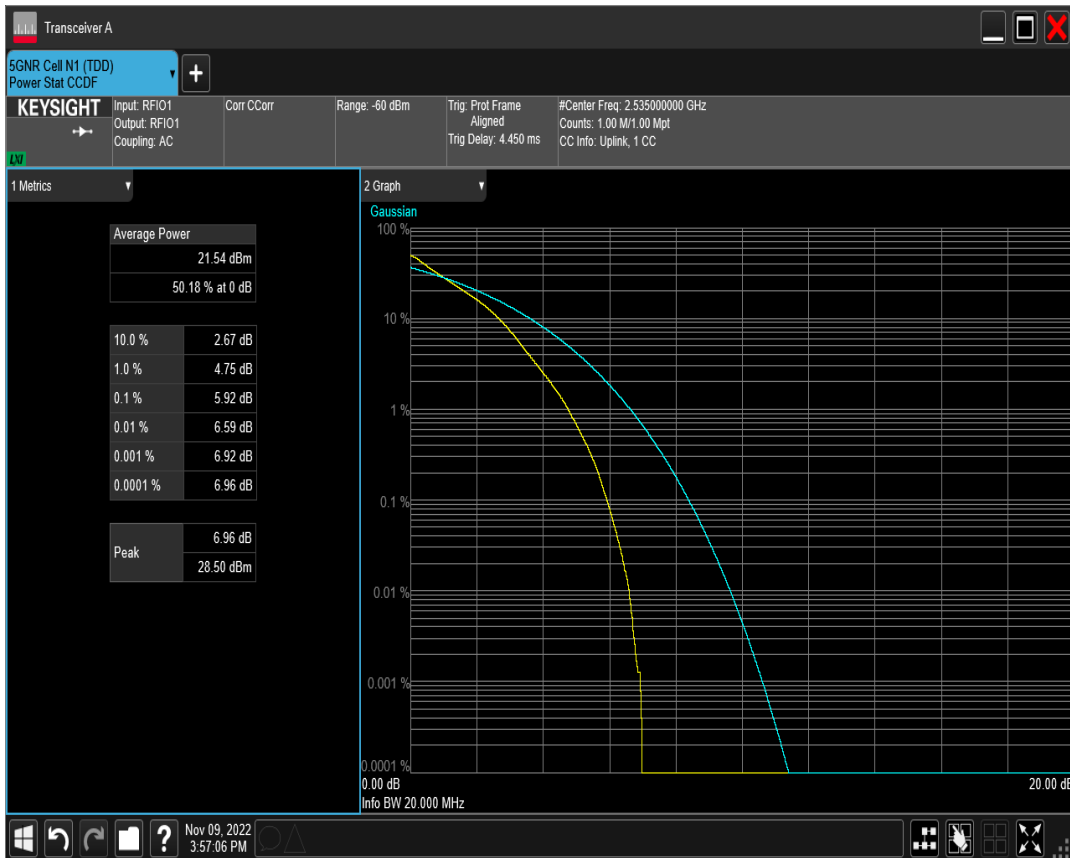 Transceiver A
5GNR Cell N1 (TDD)
Power Stat CCDF
+
KEYSIGHT
LXI
Input: RFIO1
Output: RFIO1
Coupling: AC
Corr CCorr
Range: -60 dBm
Trig: Prot Frame
Aligned
Trig Delay: 4.450 ms
#Center Freq: 2.535000000 GHz
Counts: 1.00 M/1.00 Mpt
CC Info: Uplink, 1 CC
1 Metrics
Average Power
21.54 dBm
50.18 % at 0 dB
10.0 % 2.67 dB
1.0 % 4.75 dB
0.1 % 5.92 dB
0.01 % 6.59 dB
0.001 % 6.92 dB
0.0001 % 6.96 dB
Peak
6.96 dB
28.50 dBm
2 Graph
Gaussian
100 %
10 %
1 %
0.1 %
0.01 %
0.001 %
0.0001 %
0.00 dB
20.00 dB
Info BW 20.000 MHz
?
Nov 09, 2022
3:57:06 PM